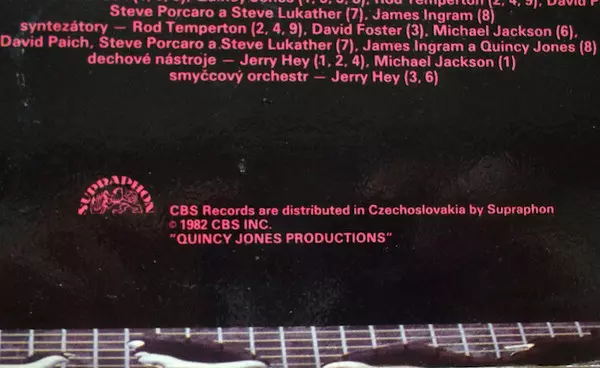 Steve Porcaro a Steve Lukather (7), James Ingram (8)
syntezátory — Rod Temperton (2, 4, 9), David Foster (3), Michael Jackson (6),
David Paich, Steve Porcaro a Steve Lukather (7), James Ingram a Quincy Jones (8)
dechové nástroje — Jerry Hey (1, 2, 4), Michael Jackson (1)
smyčcový orchestr — Jerry Hey (3, 6)
SUPRAPHON
CBS Records are distributed in Czechoslovakia by Supraphon
© 1982 CBS INC.
"QUINCY JONES PRODUCTIONS"